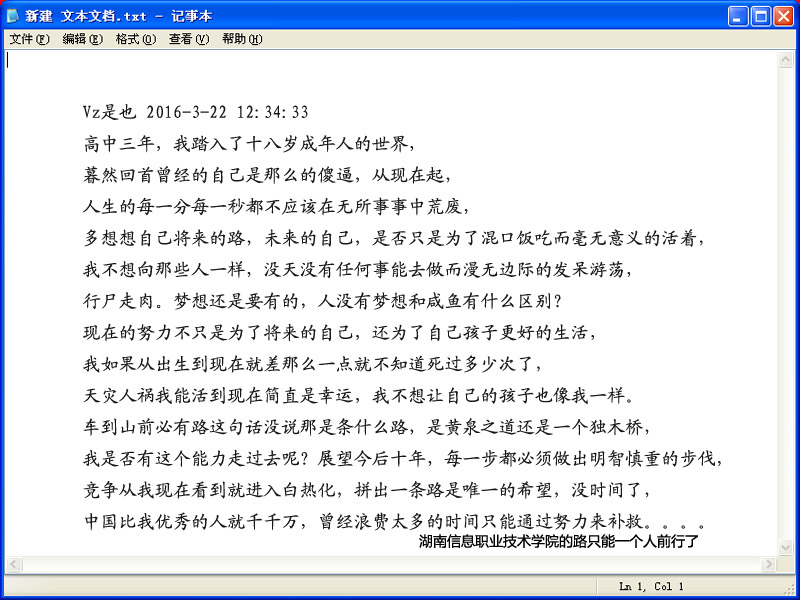 新建 文本文档.txt - 记事本
文件(F) 编辑(E) 格式(O) 查看(V) 帮助(H)
Vz是也 2016-3-22 12:34:33
高中三年，我踏入了十八岁成年人的世界，
蓦然回首曾经的自己是那么的傻逼，从现在起，
人生的每一分每一秒都不应该在无所事事中荒废，
多想想自己将来的路，未来的自己，是否只是为了混口饭吃而毫无意义的活着，
我不想向那些人一样，没天没有任何事能去做而漫无边际的发呆游荡，
行尸走肉。梦想还是要有的，人没有梦想和咸鱼有什么区别?
现在的努力不只是为了将来的自己，还为了自己孩子更好的生活，
我如果从出生到现在就差那么一点就不知道死过多少次了，
天灾人祸我能活到现在简直是幸运，我不想让自己的孩子也像我一样。
车到山前必有路这句话没说那是条什么路，是黄泉之道还是一个独木桥，
我是否有这个能力走过去呢? 展望今后十年，每一步都必须做出明智慎重的步伐，
竞争从我现在看到就进入白热化，拼出一条路是唯一的希望，没时间了，
中国比我优秀的人就千千万，曾经浪费太多的时间只能通过努力来补救。。。。
湖南信息职业技术学院的路只能一个人前行了
Ln 1, Col 1